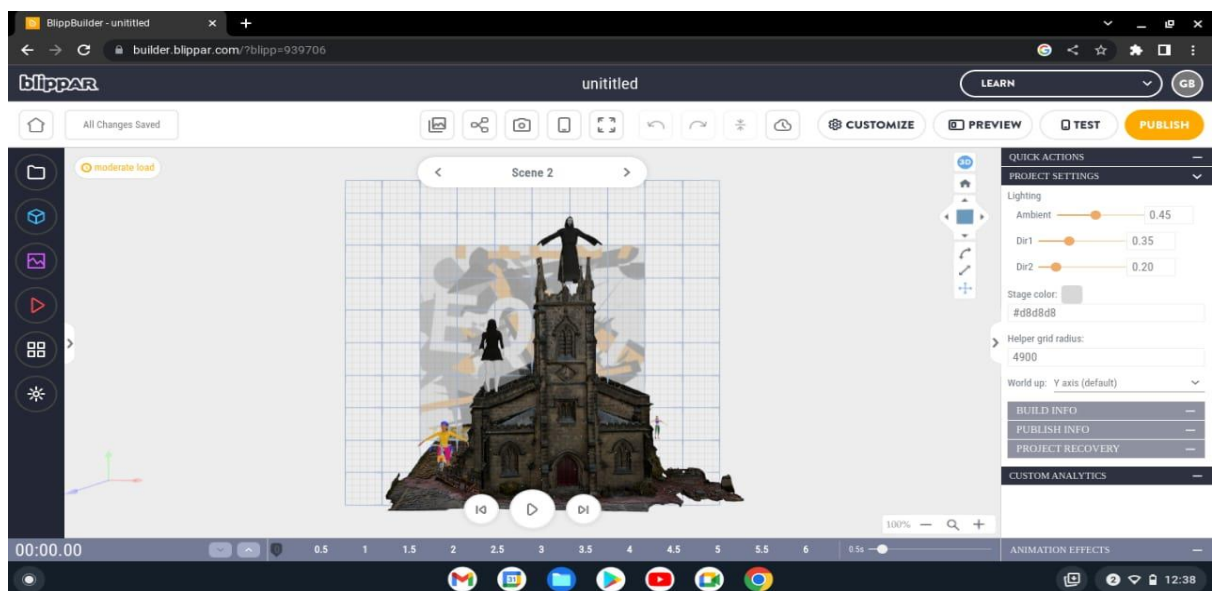 BlippBuilder - unititled
builder.blippar.com/?blipp=939706
blippAR
unititled
LEARN
GB
All Changes Saved
CUSTOMIZE
PREVIEW
TEST
PUBLISH
moderate load
Scene 2
3D
QUICK ACTIONS
PROJECT SETTINGS
Lighting
Ambient 0.45
Dir1 0.35
Dir2 0.20
Stage color:
#d8d8d8
Helper grid radius:
4900
World up: Y axis (default)
BUILD INFO
PUBLISH INFO
PROJECT RECOVERY
CUSTOM ANALYTICS
100%
00:00.00
0.5 1 1.5 2 2.5 3 3.5 4 4.5 5 5.5 6
0.5s
ANIMATION EFFECTS
31
2
12:38